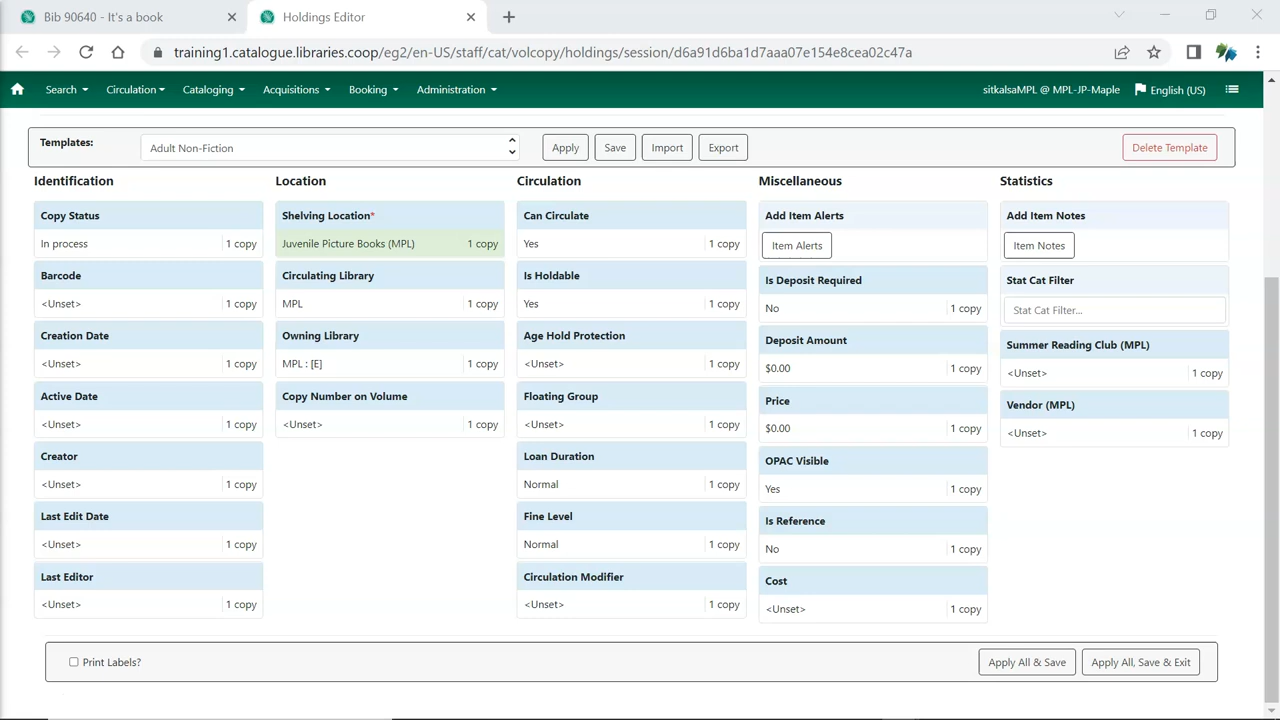 Bib 90640 - It's a book
Holdings Editor
training1.catalogue.libraries.coop/eg2/en-US/staff/cat/volcopy/holdings/session/d6a91d6ba1d7aaa07e154e8cea02c47a
Search Circulation Cataloging Acquisitions Booking Administration sitkalsaMPL @ MPL-JP-Maple English (US)
Templates: Adult Non-Fiction Apply Save Import Export Delete Template
Identification
Copy Status
In process 1 copy
Barcode
<Unset> 1 copy
Creation Date
<Unset> 1 copy
Active Date
<Unset> 1 copy
Creator
<Unset> 1 copy
Last Edit Date
<Unset> 1 copy
Last Editor
<Unset> 1 copy
Location
Shelving Location*
Juvenile Picture Books (MPL) 1 copy
Circulating Library
MPL 1 copy
Owning Library
MPL : [E] 1 copy
Copy Number on Volume
<Unset> 1 copy
Circulation
Can Circulate
Yes 1 copy
Is Holdable
Yes 1 copy
Age Hold Protection
<Unset> 1 copy
Floating Group
<Unset> 1 copy
Loan Duration
Normal 1 copy
Fine Level
Normal 1 copy
Circulation Modifier
<Unset> 1 copy
Miscellaneous
Add Item Alerts
Item Alerts
Is Deposit Required
No 1 copy
Deposit Amount
$0.00 1 copy
Price
$0.00 1 copy
OPAC Visible
Yes 1 copy
Is Reference
No 1 copy
Cost
<Unset> 1 copy
Statistics
Add Item Notes
Item Notes
Stat Cat Filter
Stat Cat Filter...
Summer Reading Club (MPL)
<Unset> 1 copy
Vendor (MPL)
<Unset> 1 copy
Print Labels? Apply All & Save Apply All, Save & Exit